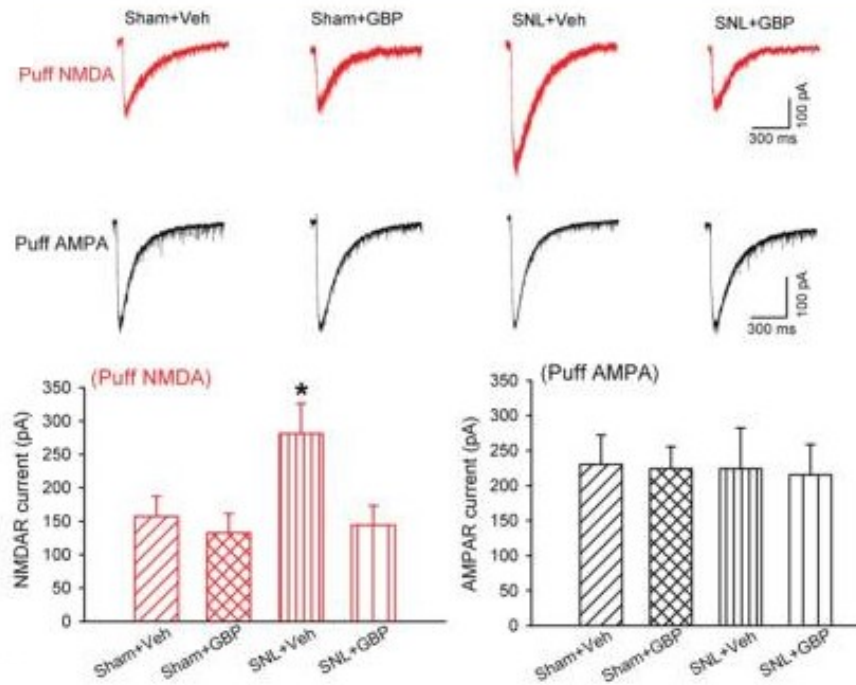 Sham+Veh Sham+GBP SNL+Veh SNL+GBP
Puff NMDA
100 pA
300 ms
Puff AMPA
100 pA
300 ms
(Puff NMDA)
*
350
300
250
200
150
100
50
0
NMDAR current (pA)
Sham+Veh Sham+GBP SNL+Veh SNL+GBP
(Puff AMPA)
350
300
250
200
150
100
50
0
AMPAR current (pA)
Sham+Veh Sham+GBP SNL+Veh SNL+GBP